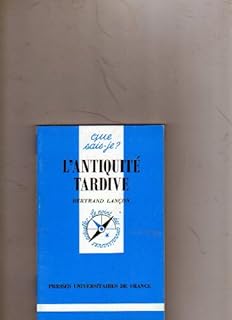 que
sais-je?
L'ANTIQUITÉ
TARDIVE
BERTRAND LANÇON
PRESSES UNIVERSITAIRES DE FRANCE